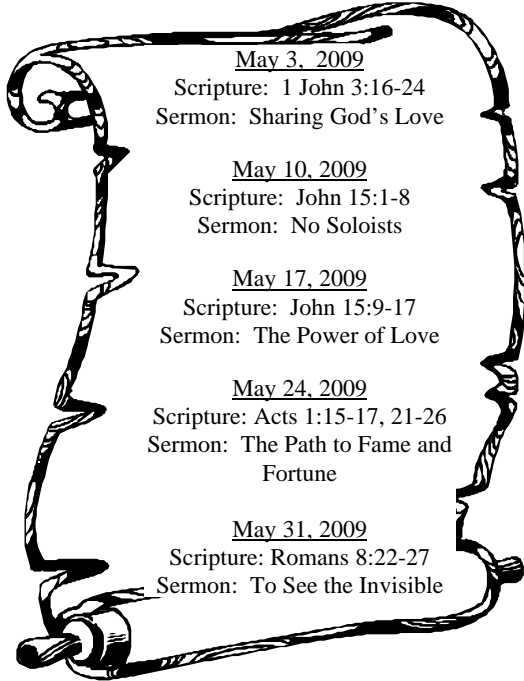 May 3,  2009
Scripture:  1 John 3:16-24
Sermon:  Sharing God’s Love
May 10, 2009
Scripture:  John 15:1-8
Sermon:  No Soloists
May 17, 2009
Scripture:  John 15:9-17
Sermon:  The Power of Love
May 24, 2009
Scripture: Acts 1:15-17, 21-26
Sermon:  The Path to Fame and
Fortune
May 31, 2009
Scripture: Romans 8:22-27
Sermon:  To See the Invisible